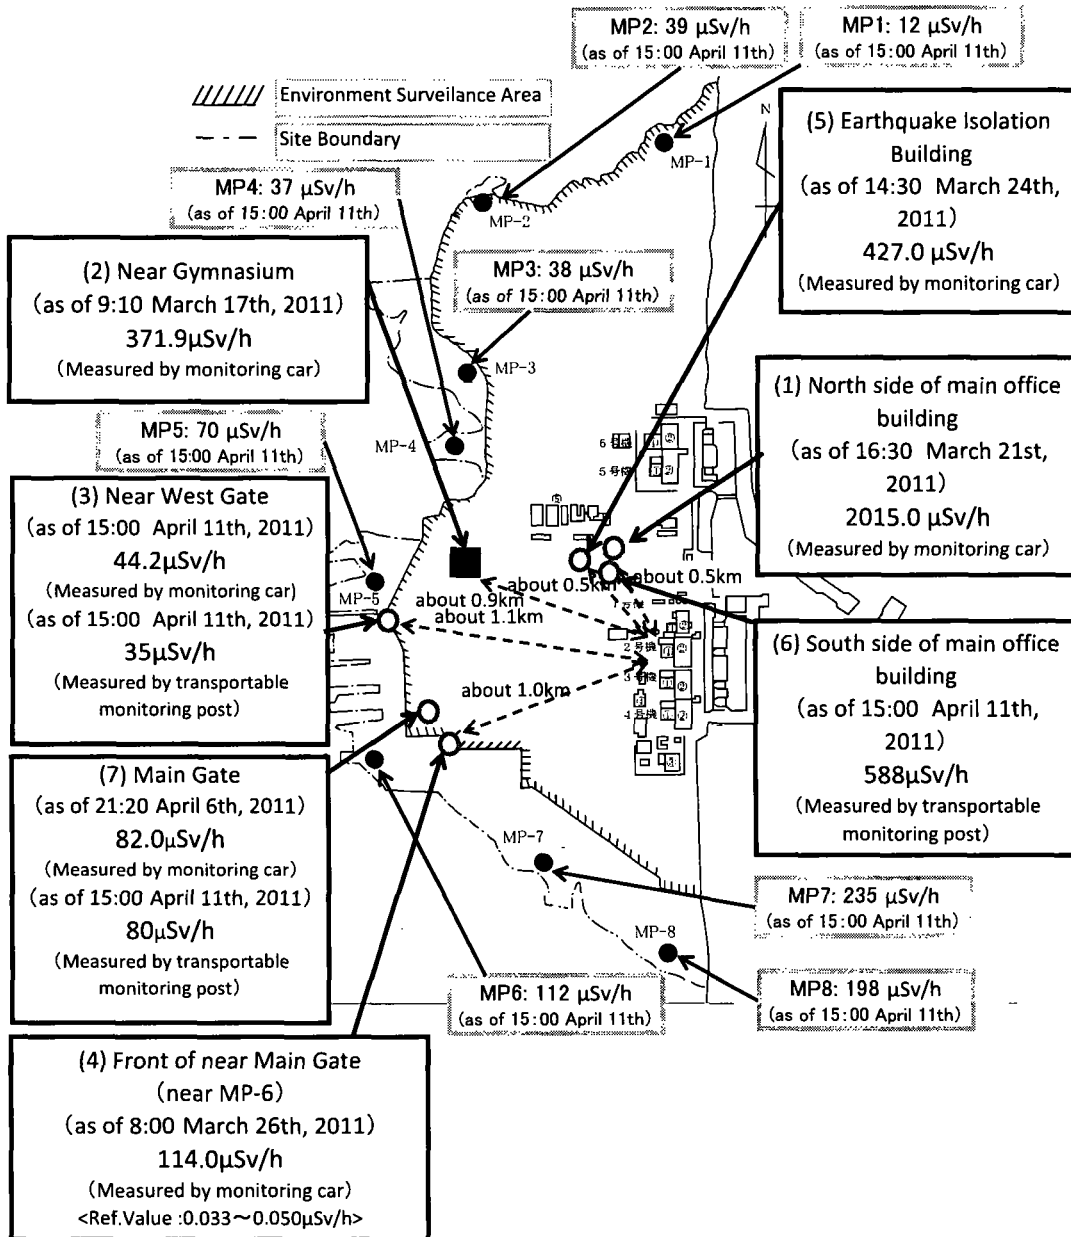 MP2: 39 μSv/h
(as of 15:00 April 11th)
MP1: 12 μSv/h
(as of 15:00 April 11th)
Environment Surveilance Area
Site Boundary
N
(5) Earthquake Isolation
Building
(as of 14:30 March 24th,
2011)
427.0 μSv/h
(Measured by monitoring car)
MP-1
MP4: 37 μSv/h
(as of 15:00 April 11th)
MP-2
(2) Near Gymnasium
(as of 9:10 March 17th, 2011)
371.9μSv/h
(Measured by monitoring car)
MP3: 38 μSv/h
(as of 15:00 April 11th)
MP-3
(1) North side of main office
building
(as of 16:30 March 21st,
2011)
2015.0 μSv/h
(Measured by monitoring car)
MP5: 70 μSv/h
(as of 15:00 April 11th)
MP-4
6号機
5号機
(3) Near West Gate
(as of 15:00 April 11th, 2011)
44.2μSv/h
(Measured by monitoring car)
(as of 15:00 April 11th, 2011)
35μSv/h
(Measured by transportable
monitoring post)
MP-5
about 0.5km
about 0.5km
about 0.9km
about 1.1km
1号機
2号機
3号機
4号機
about 1.0km
(6) South side of main office
building
(as of 15:00 April 11th,
2011)
588μSv/h
(Measured by transportable
monitoring post)
(7) Main Gate
(as of 21:20 April 6th, 2011)
82.0μSv/h
(Measured by monitoring car)
(as of 15:00 April 11th, 2011)
80μSv/h
(Measured by transportable
monitoring post)
MP-7
MP7: 235 μSv/h
(as of 15:00 April 11th)
MP-8
MP6: 112 μSv/h
(as of 15:00 April 11th)
MP8: 198 μSv/h
(as of 15:00 April 11th)
(4) Front of near Main Gate
(near MP-6)
(as of 8:00 March 26th, 2011)
114.0μSv/h
(Measured by monitoring car)
<Ref.Value :0.033～0.050μSv/h>